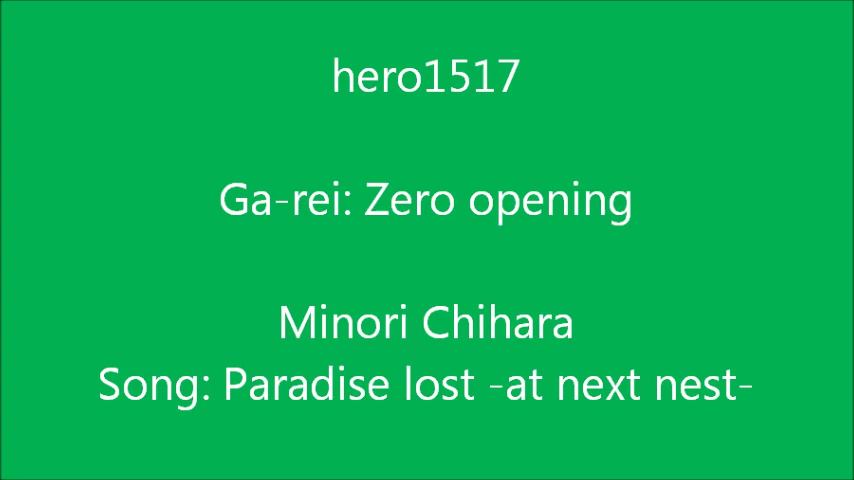 hero1517
Ga-rei: Zero opening
Minori Chihara
Song: Paradise lost -at next nest-